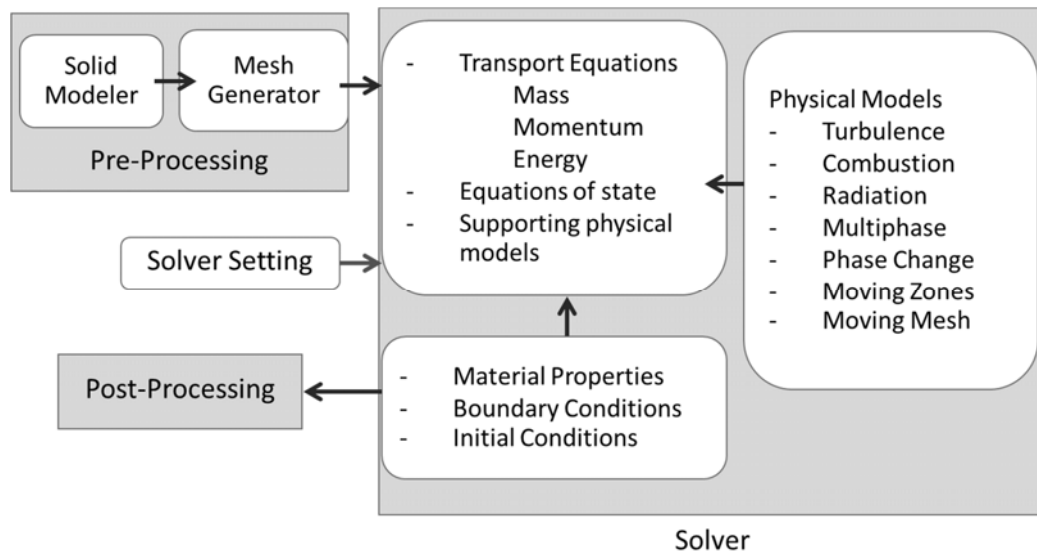 Solid
Modeler
Mesh
Generator
Pre-Processing
Solver Setting
Post-Processing
- Transport Equations
Mass
Momentum
Energy
- Equations of state
- Supporting physical
models
- Material Properties
- Boundary Conditions
- Initial Conditions
Physical Models
- Turbulence
- Combustion
- Radiation
- Multiphase
- Phase Change
- Moving Zones
- Moving Mesh
Solver